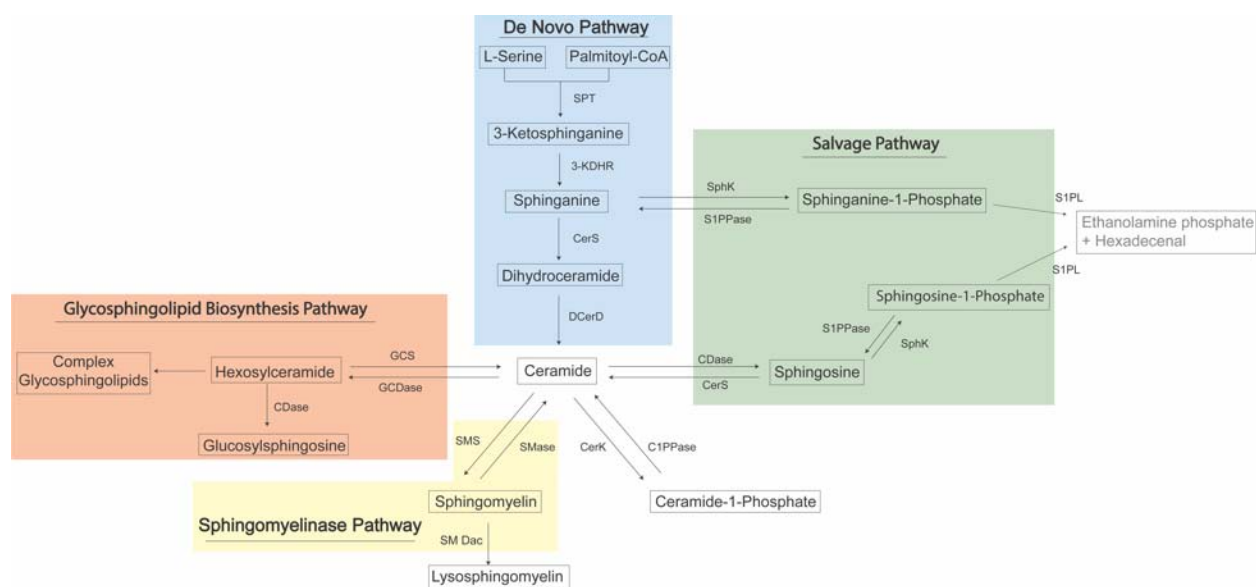 De Novo Pathway
L-Serine
Palmitoyl-CoA
SPT
3-Ketosphinganine
3-KDHR
Sphinganine
CerS
Dihydroceramide
DCerD
Salvage Pathway
SphK
S1PPase
Sphinganine-1-Phosphate
S1PL
Ethanolamine phosphate
+ Hexadecenal
S1PL
Sphingosine-1-Phosphate
S1PPase
SphK
Sphingosine
CDase
CerS
Ceramide
Glycosphingolipid Biosynthesis Pathway
Complex
Glycosphingolipids
Hexosylceramide
GCS
GCDase
CDase
Glucosylsphingosine
SMS
SMase
CerK
C1PPase
Sphingomyelin
Ceramide-1-Phosphate
Sphingomyelinase Pathway
SM Dac
Lysosphingomyelin